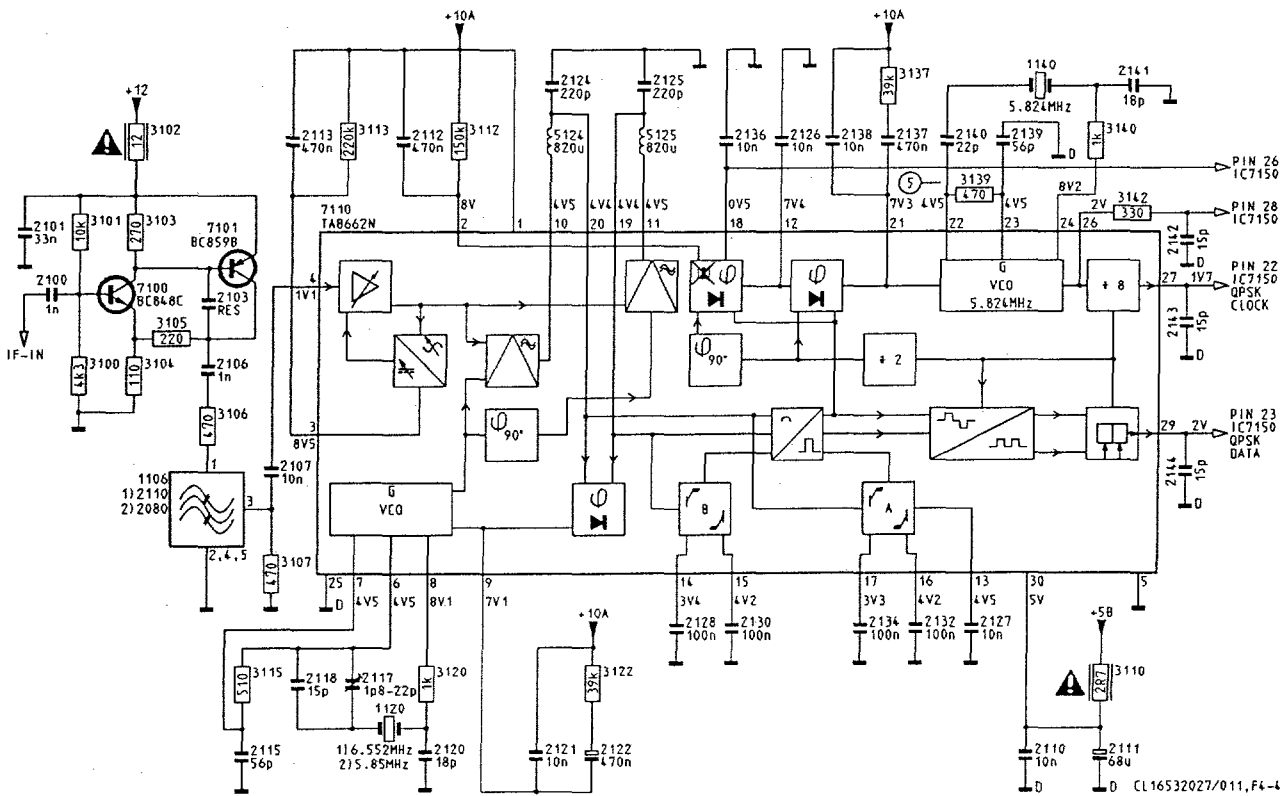 +10A
+10A
+12
3102
12
2101
33n
3101
10k
3103
270
7101
BC859B
2100
1n
7100
BC848C
2103
RES
IF-IN
3105
220
3100
4k3
3104
110
2106
1n
3106
470
1
1106
1)2110
2)2080
3
2,4,5
2107
10n
3107
470
2113
470n
3113
220k
2112
470n
3112
150k
2124
220p
2125
220p
5124
820u
5125
820u
2136
10n
2126
10n
2138
10n
3137
39k
2137
470n
1140
5.824MHz
2141
18p
2140
22p
2139
56p
D
3140
1k
3139
470
5
PIN 26
IC7150
3142
330
PIN 28
IC7150
2142
15p
D
PIN 22
IC7150
QPSK
CLOCK
2143
15p
D
PIN 23
IC7150
QPSK
DATA
2144
15p
D
7110
TA8662N
8V
2
1
4V5
10
4V4
20
4V4
19
4V5
11
0V5
18
7V4
12
7V3
21
4V5
22
4V5
23
8V2
24
2V
26
27
1V7
29
2V
4
1V1
3
8V5
φ
90°
φ
φ
φ
90°
÷ 2
G
VCO
5.824MHz
÷ 8
G
VCO
φ
B
A
25
D
7
4V5
6
4V5
8
8V1
9
7V1
14
3V4
15
4V2
17
3V3
16
4V2
13
4V5
30
5V
5
3115
510
2118
15p
2117
1p8-22p
3120
1k
1120
1)6.552MHz
2)5.85MHz
2115
56p
2120
18p
+10A
3122
39k
2121
10n
2122
470n
2128
100n
2130
100n
2134
100n
2132
100n
2127
10n
+5B
3110
2R7
2110
10n
D
2111
68u
D
CL16532027/011,F4-4